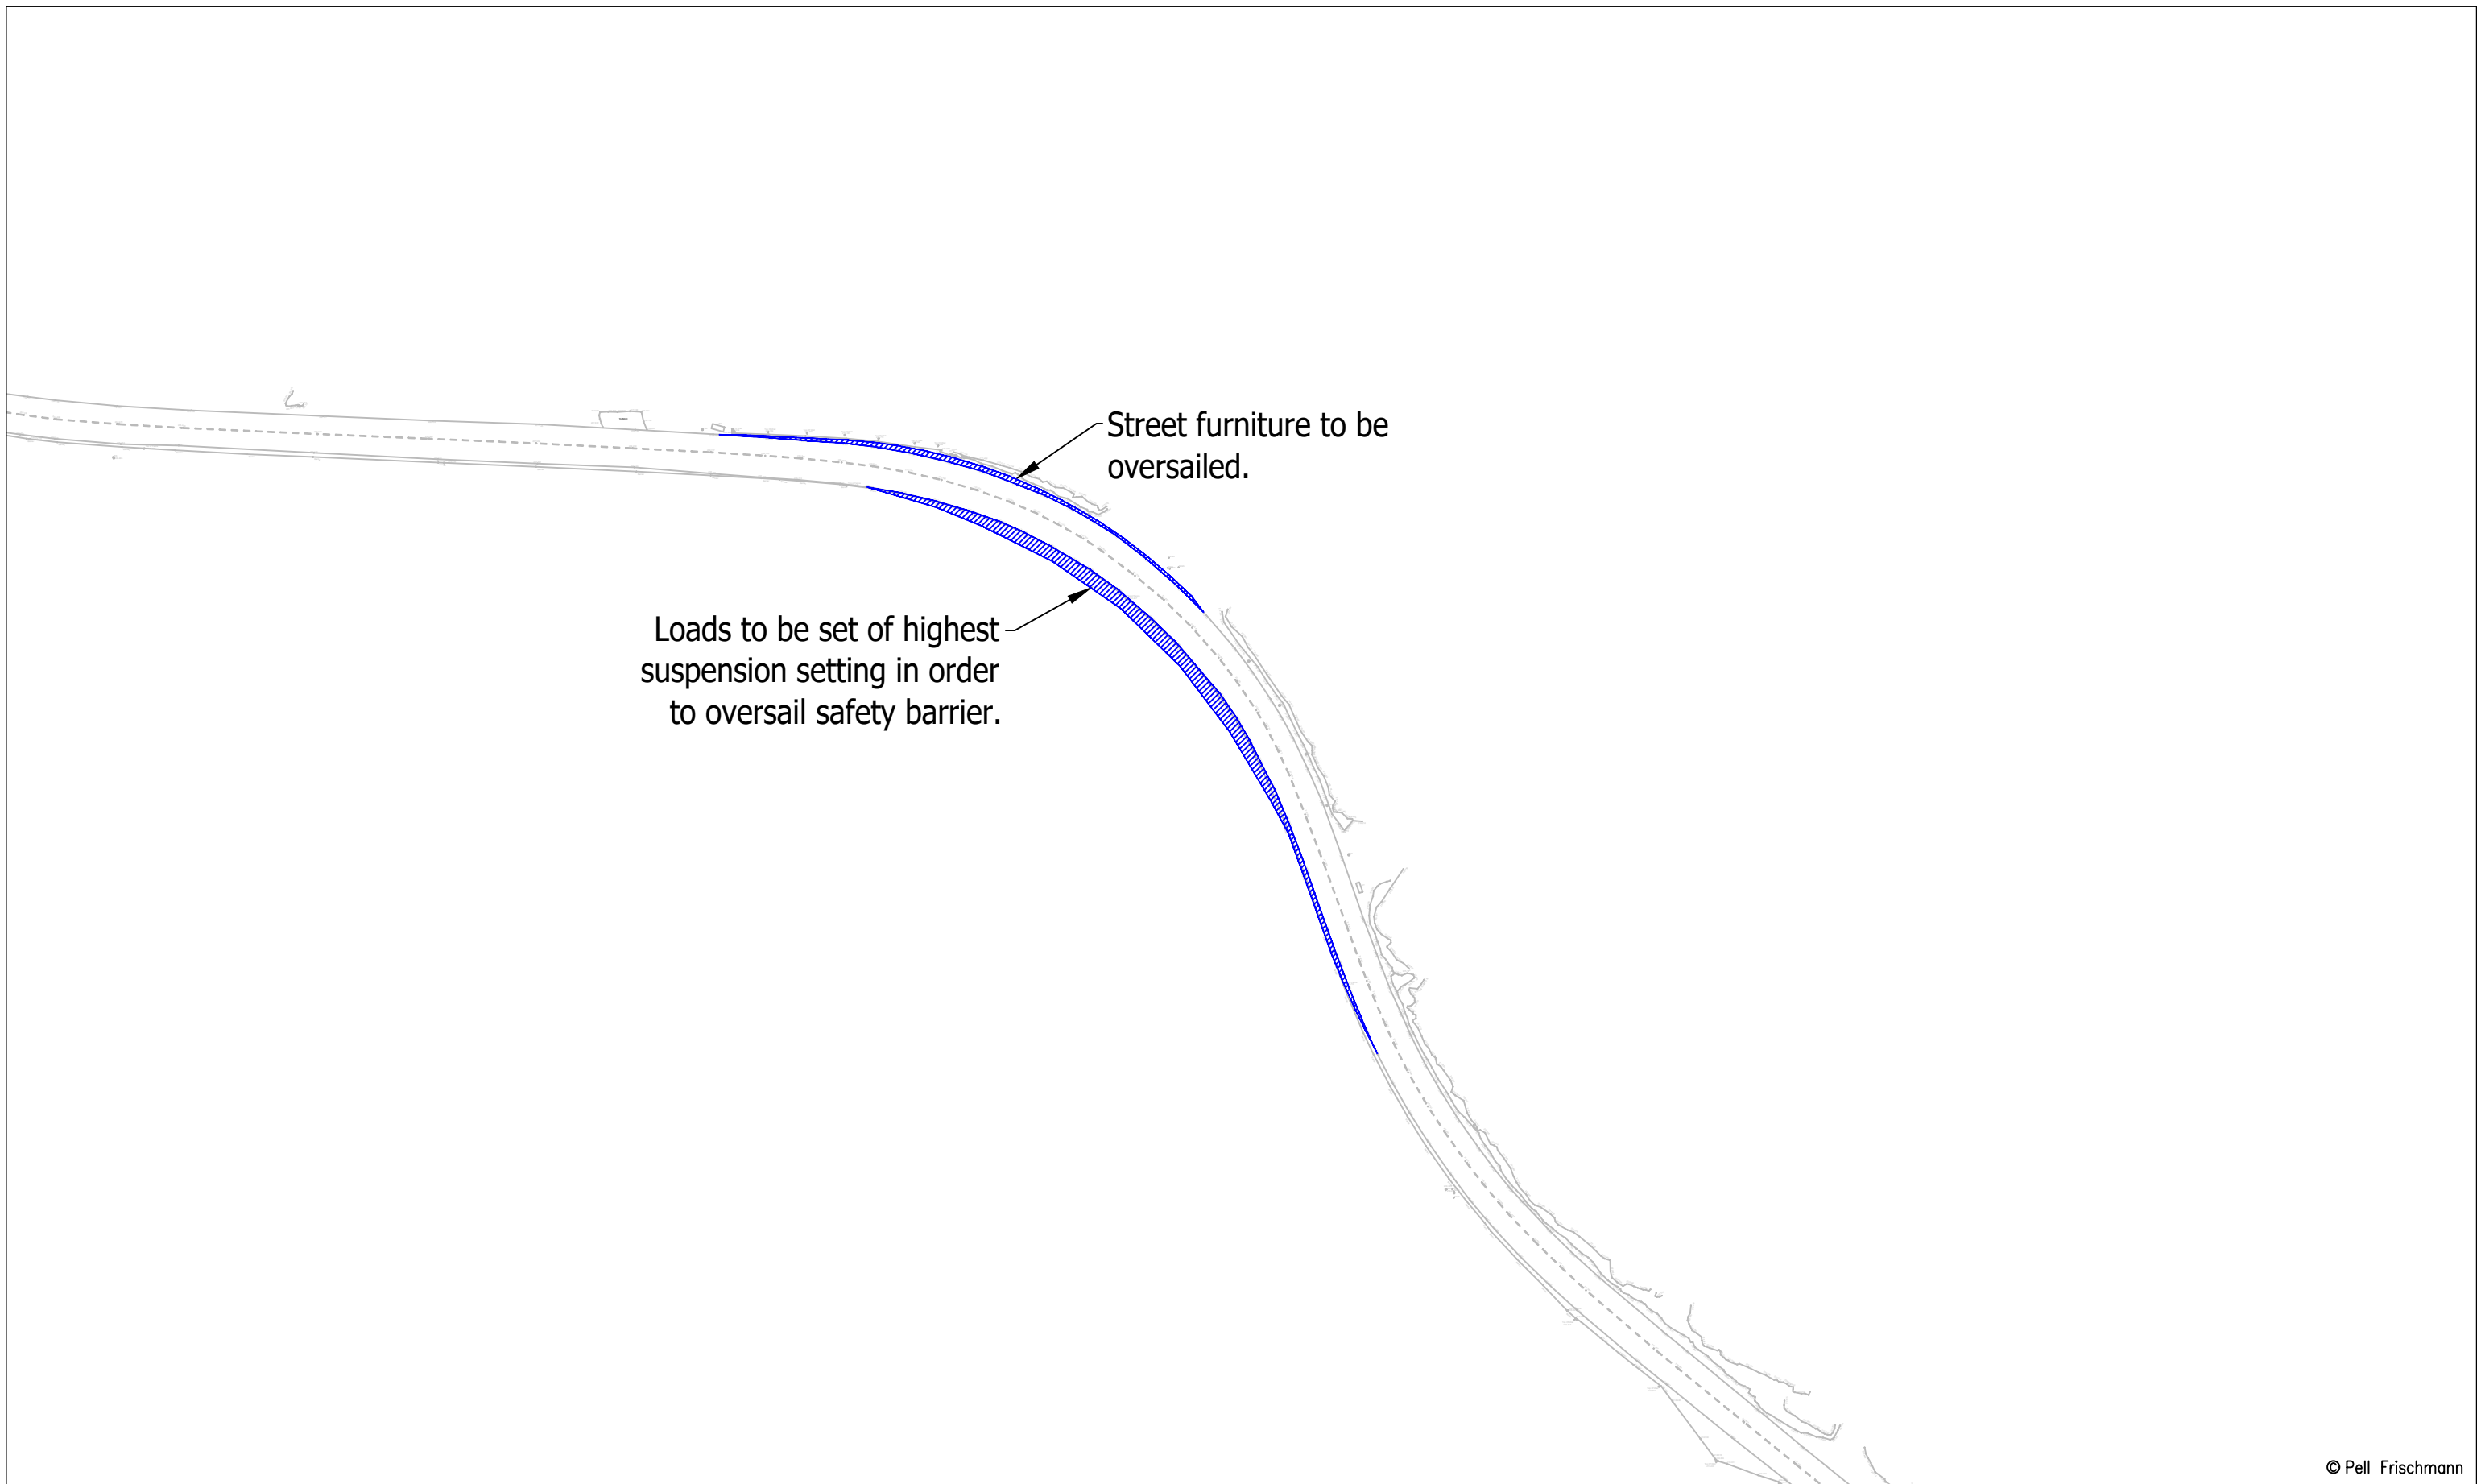 Street furniture to be
oversailed.
Loads to be set of highest
suspension setting in order
to oversail safety barrier.
© Pell Frischmann